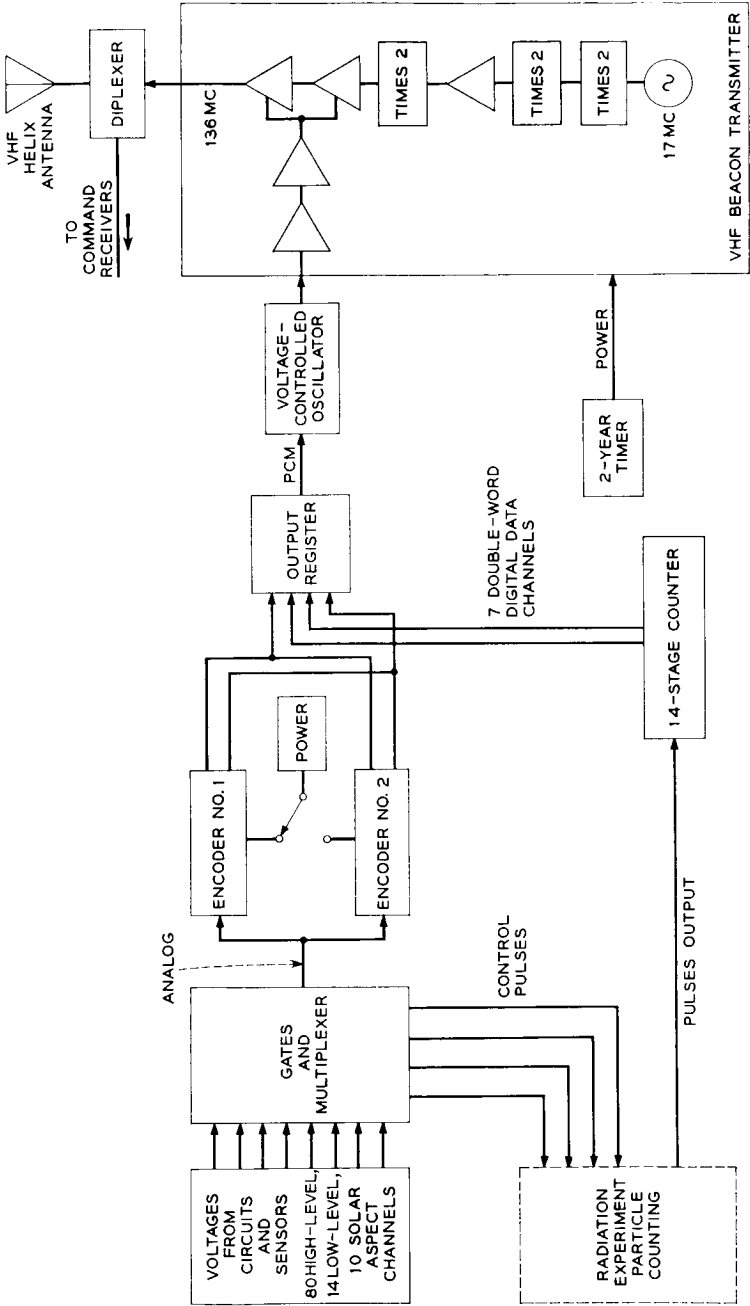 VOLTAGES
FROM
CIRCUITS
AND
SENSORS
80 HIGH-LEVEL,
14 LOW-LEVEL,
10 SOLAR
ASPECT
CHANNELS
GATES
AND
MULTIPLEXER
ANALOG
ENCODER NO. 1
ENCODER NO. 2
POWER
OUTPUT
REGISTER
PCM
VOLTAGE-
CONTROLLED
OSCILLATOR
VHF
HELIX
ANTENNA
DIPLEXER
TO
COMMAND
RECEIVERS
136 MC
TIMES 2
TIMES 2
TIMES 2
17 MC
VHF BEACON TRANSMITTER
POWER
2-YEAR
TIMER
7 DOUBLE-WORD
DIGITAL DATA
CHANNELS
14-STAGE COUNTER
CONTROL
PULSES
PULSES OUTPUT
RADIATION
EXPERIMENT
PARTICLE
COUNTING